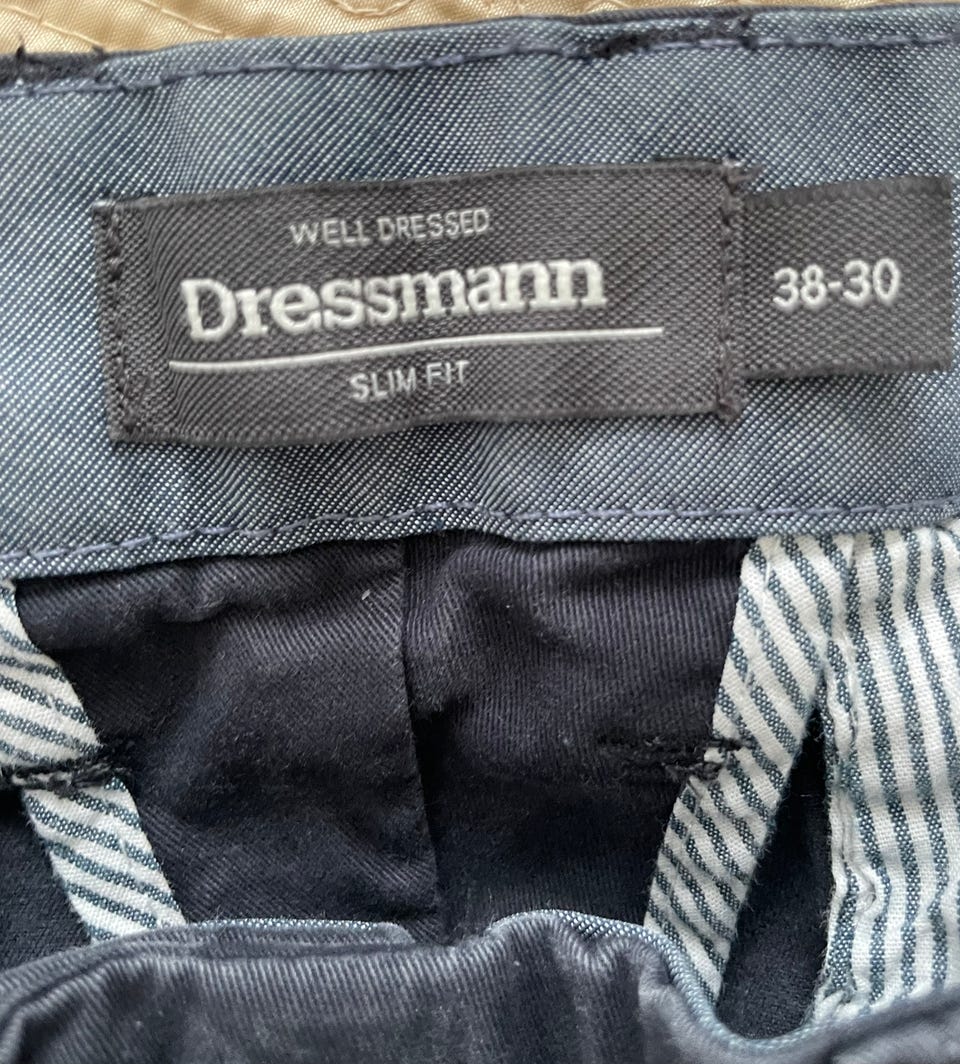 WELL DRESSED
Dressmann
SLIM FIT
38-30